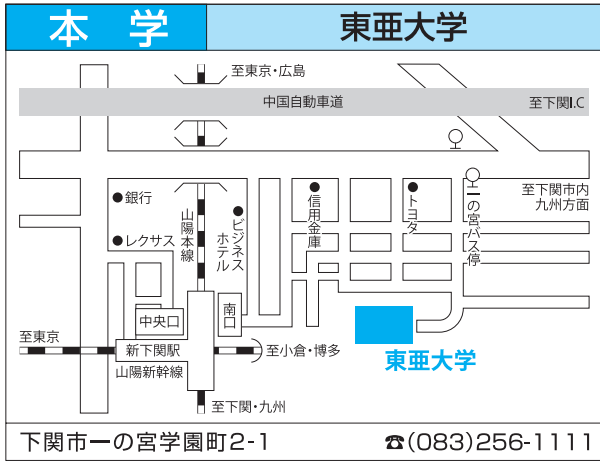 本 学
東亜大学
至東京・広島
中国自動車道
至下関I.C
●銀行
●レクサス
山陽本線
●ビジネス
ホテル
●信用金庫
●トヨタ
一の宮バス停
至下関市内
九州方面
中央口
南口
至東京
新下関駅
山陽新幹線
至小倉・博多
東亜大学
至下関・九州
下関市一の宮学園町2-1
☎(083)256-1111